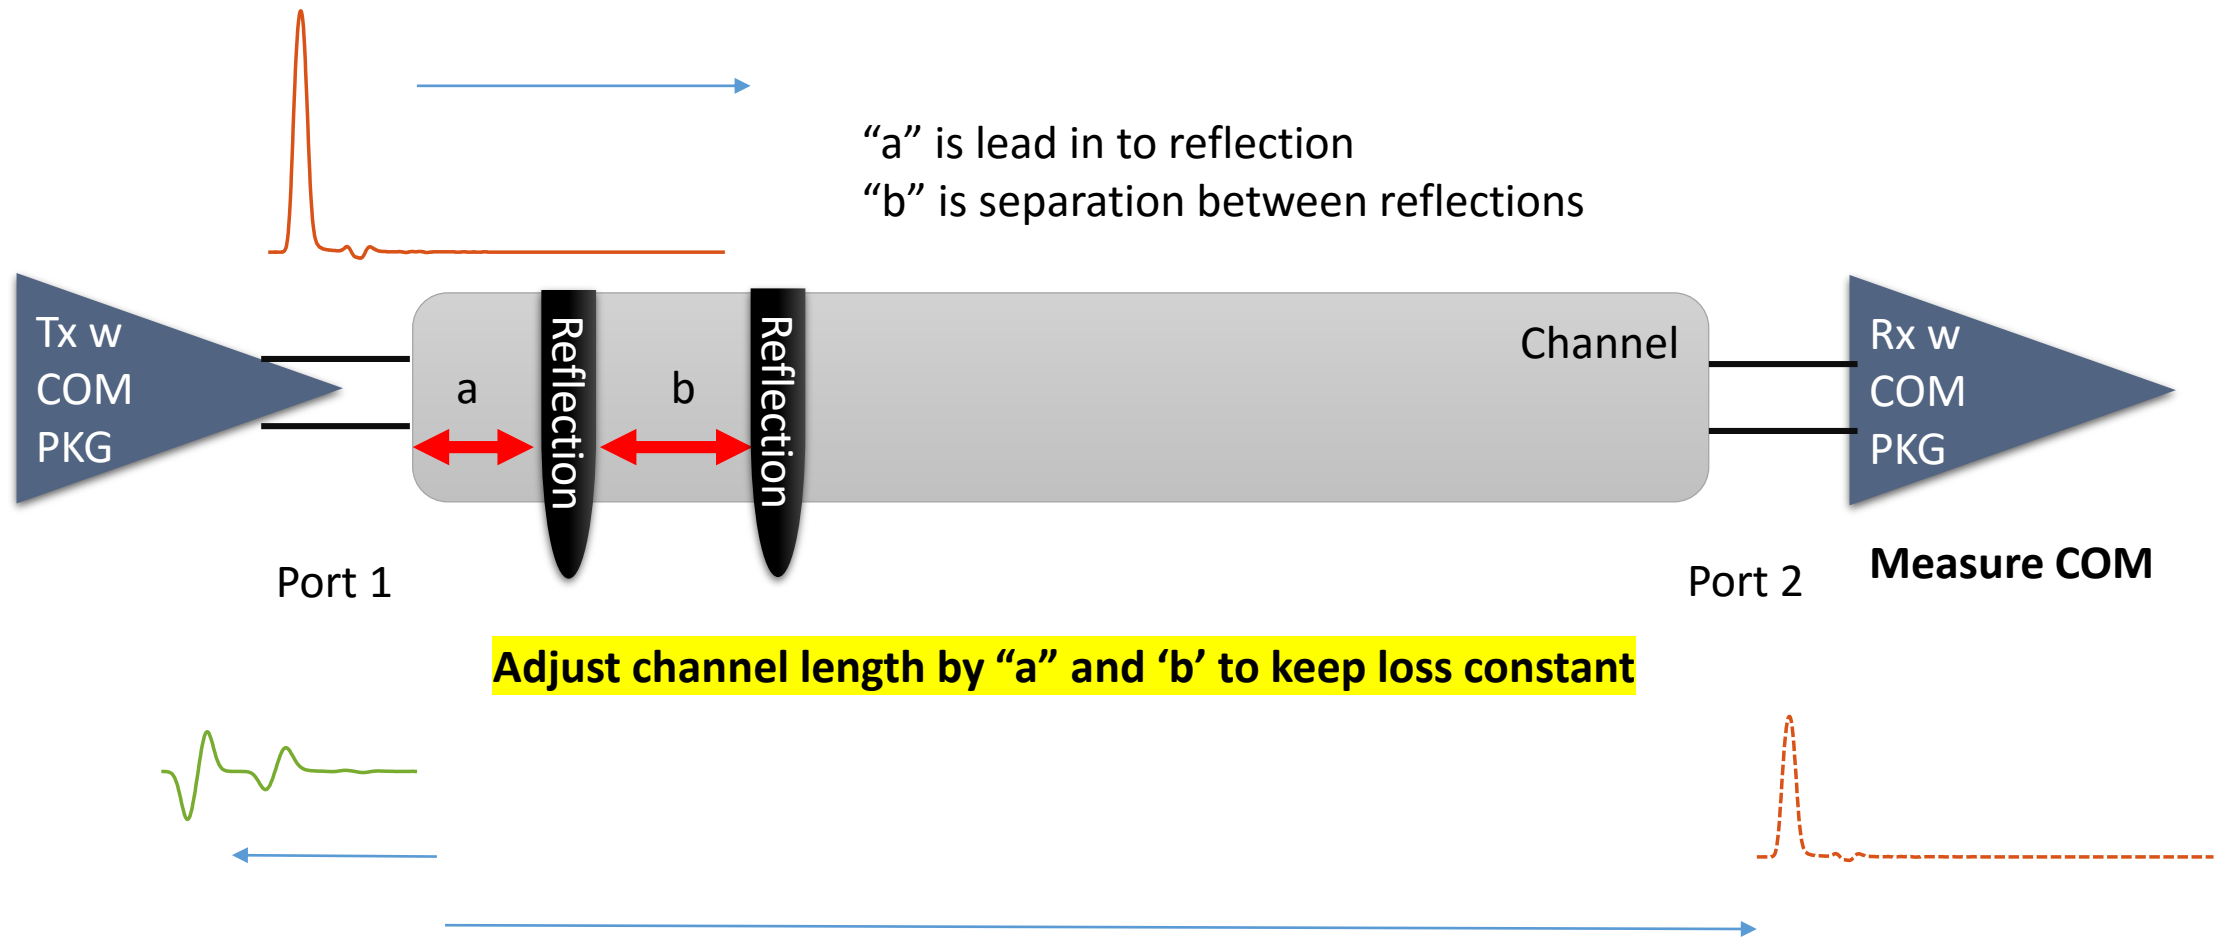 “a” is lead in to reflection
“b” is separation between reflections
Tx w
COM
PKG
a
Reflection
b
Reflection
Channel
Rx w
COM
PKG
Port 1
Port 2
Measure COM
Adjust channel length by “a” and ‘b’ to keep loss constant